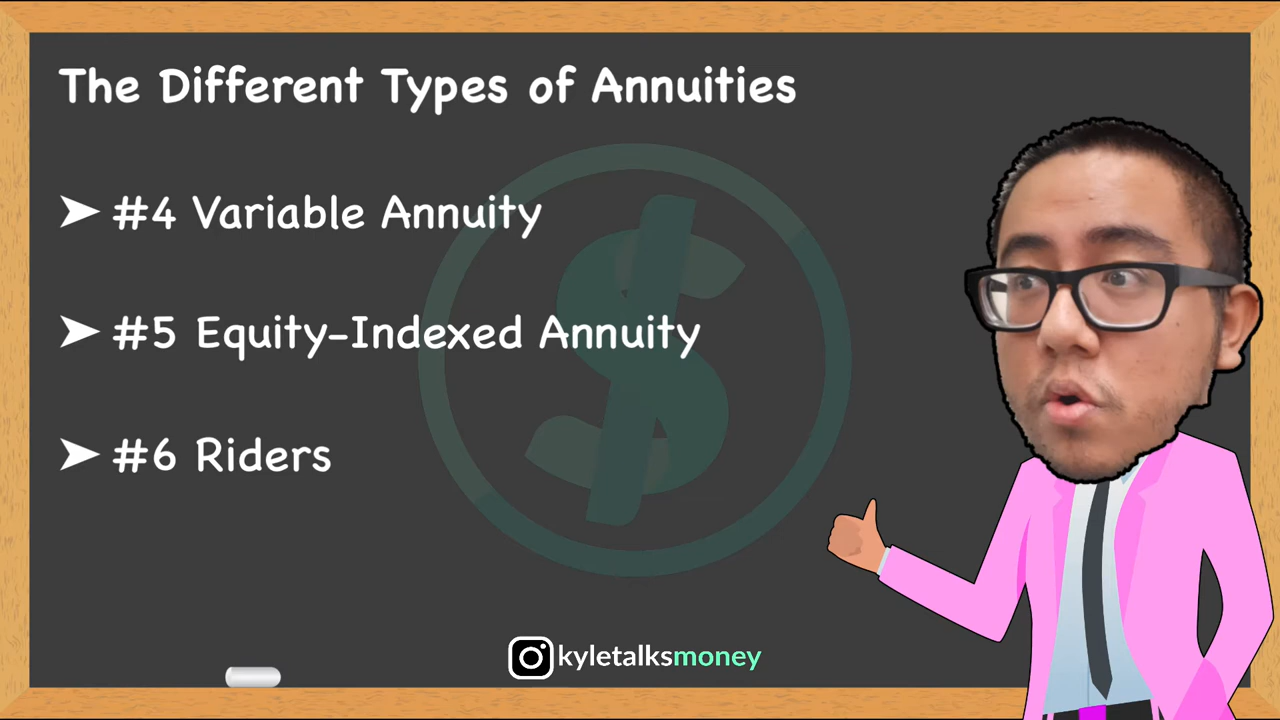 The Different Types of Annuities
➤ #4 Variable Annuity
➤ #5 Equity-Indexed Annuity
➤ #6 Riders
kyletalksmoney